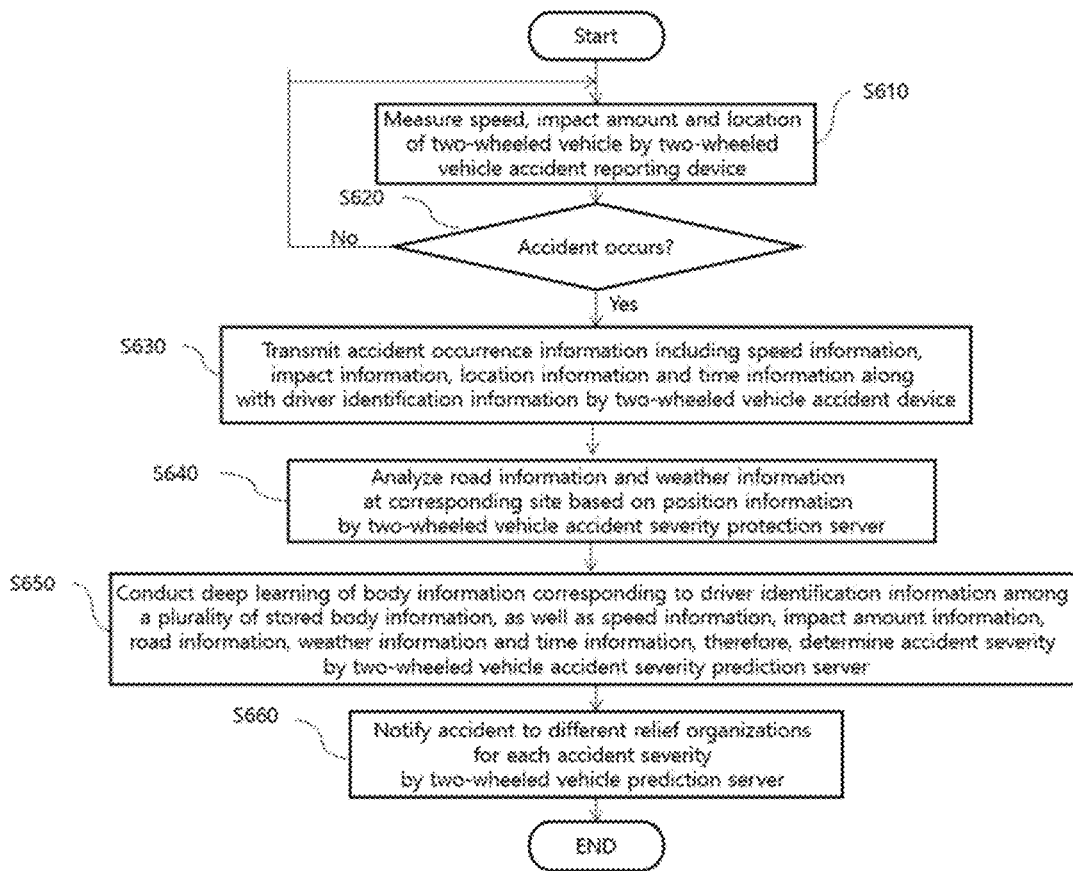 Start
S610
Measure speed, impact amount and location
of two-wheeled vehicle by two-wheeled
vehicle accident reporting device
S620
Accident occurs?
No
Yes
S630
Transmit accident occurrence information including speed information,
impact information, location information and time information along
with driver identification information by two-wheeled vehicle accident device
S640
Analyze road information and weather information
at corresponding site based on position information
by two-wheeled vehicle accident severity protection server
S650
Conduct deep learning of body information corresponding to driver identification information among
a plurality of stored body information, as well as speed information, impact amount information,
road information, weather information and time information, therefore, determine accident severity
by two-wheeled vehicle accident severity prediction server
S660
Notify accident to different relief organizations
for each accident severity
by two-wheeled vehicle prediction server
END